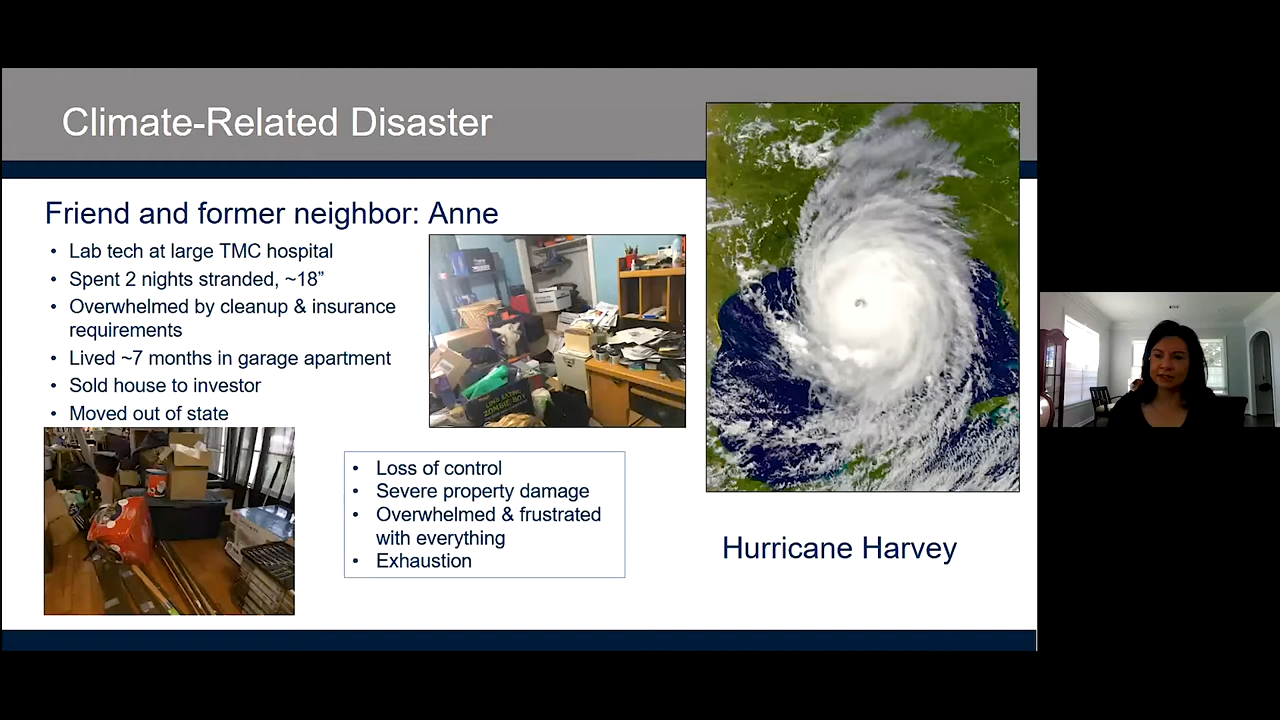 Climate-Related Disaster
Friend and former neighbor: Anne
• Lab tech at large TMC hospital
• Spent 2 nights stranded, ~18”
• Overwhelmed by cleanup & insurance
requirements
• Lived ~7 months in garage apartment
• Sold house to investor
• Moved out of state
ZOMBIE BOY
• Loss of control
• Severe property damage
• Overwhelmed & frustrated
with everything
• Exhaustion
Hurricane Harvey